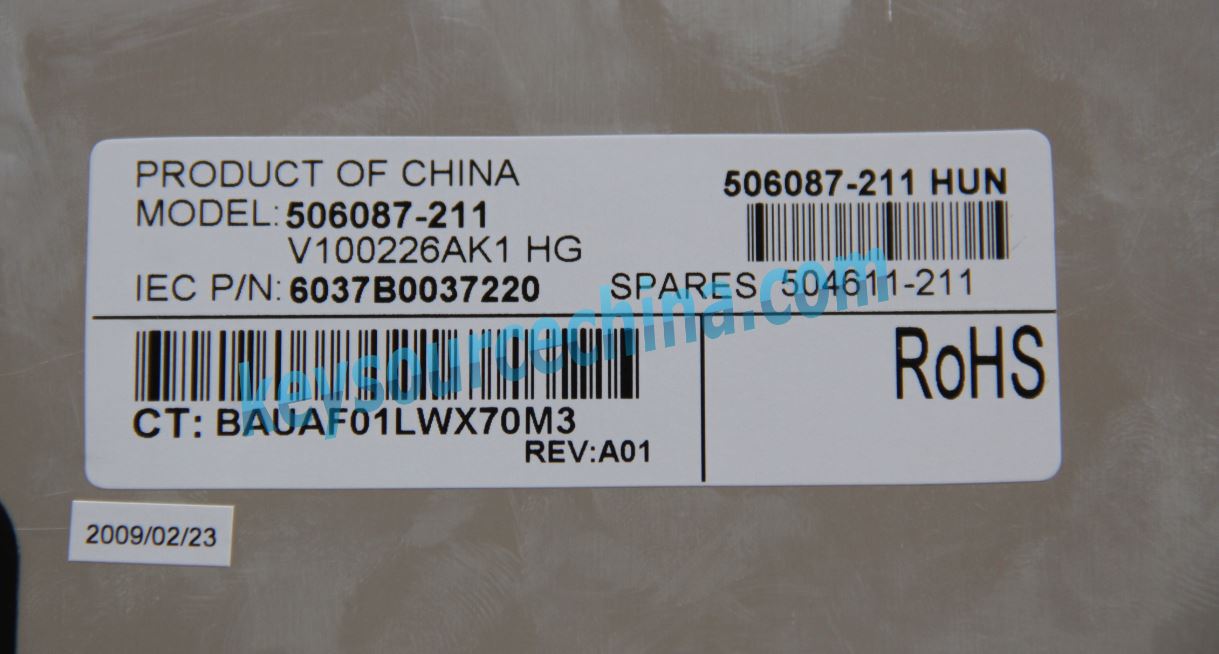 PRODUCT OF CHINA
506087-211 HUN
MODEL: 506087-211
V100226AK1 HG
IEC P/N: 6037B0037220
SPARES 504611-211
RoHS
CT: BAUAF01LWX70M3
REV:A01
2009/02/23
keysourcechina.com